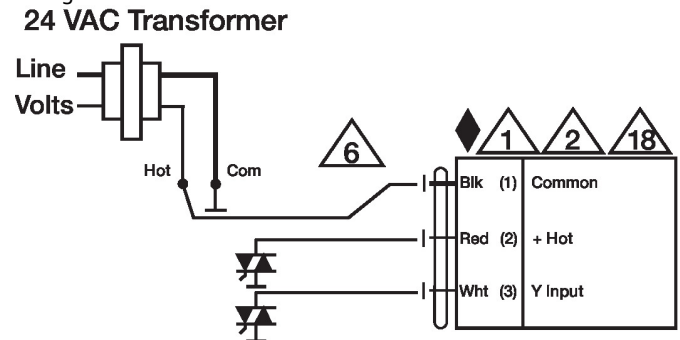 24 VAC Transformer
Line
Volts
Hot
Com
6
1
2
18
Blk (1) Common
Red (2) + Hot
Wht (3) Y Input